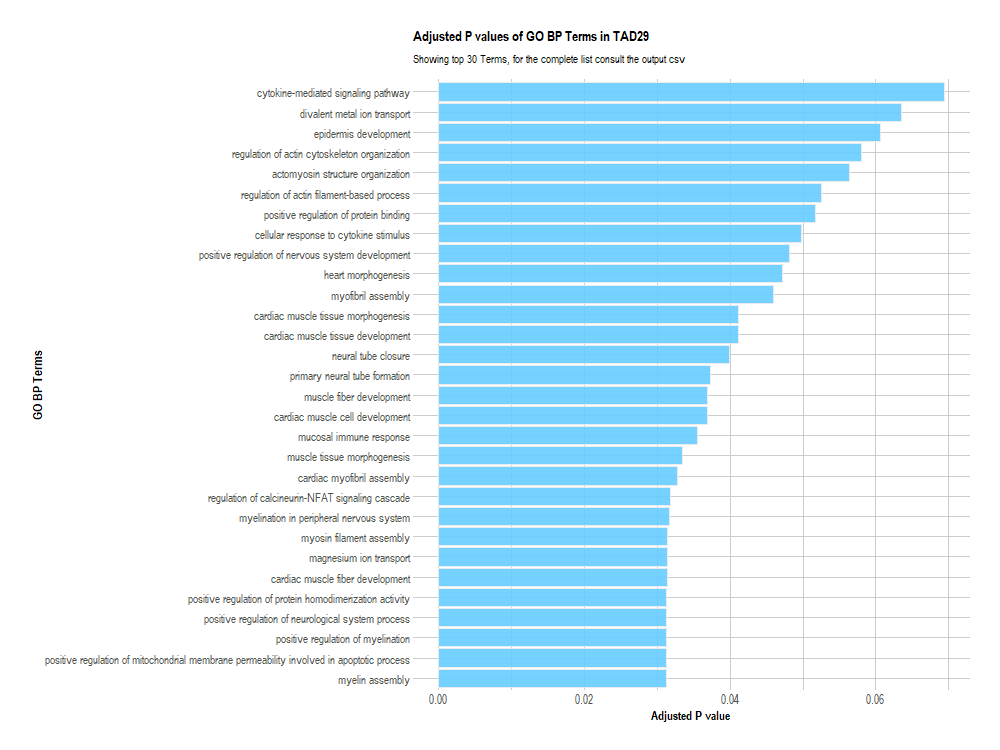 Adjusted P values of GO BP Terms in TAD29
Showing top 30 Terms, for the complete list consult the output csv
cytokine-mediated signaling pathway
divalent metal ion transport
epidermis development
regulation of actin cytoskeleton organization
actomyosin structure organization
regulation of actin filament-based process
positive regulation of protein binding
cellular response to cytokine stimulus
positive regulation of nervous system development
heart morphogenesis
myofibril assembly
cardiac muscle tissue morphogenesis
cardiac muscle tissue development
neural tube closure
primary neural tube formation
muscle fiber development
cardiac muscle cell development
mucosal immune response
muscle tissue morphogenesis
cardiac myofibril assembly
regulation of calcineurin-NFAT signaling cascade
myelination in peripheral nervous system
myosin filament assembly
magnesium ion transport
cardiac muscle fiber development
positive regulation of protein homodimerization activity
positive regulation of neurological system process
positive regulation of myelination
positive regulation of mitochondrial membrane permeability involved in apoptotic process
myelin assembly
GO BP Terms
0.00 0.02 0.04 0.06
Adjusted P value